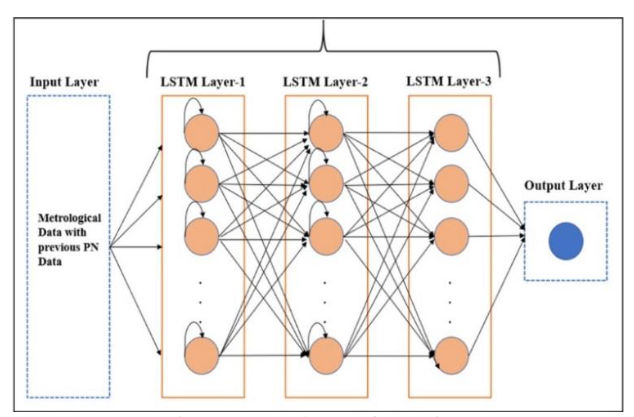 Input Layer
LSTM Layer-1
LSTM Layer-2
LSTM Layer-3
Output Layer
Metrological
Data with
previous PN
Data